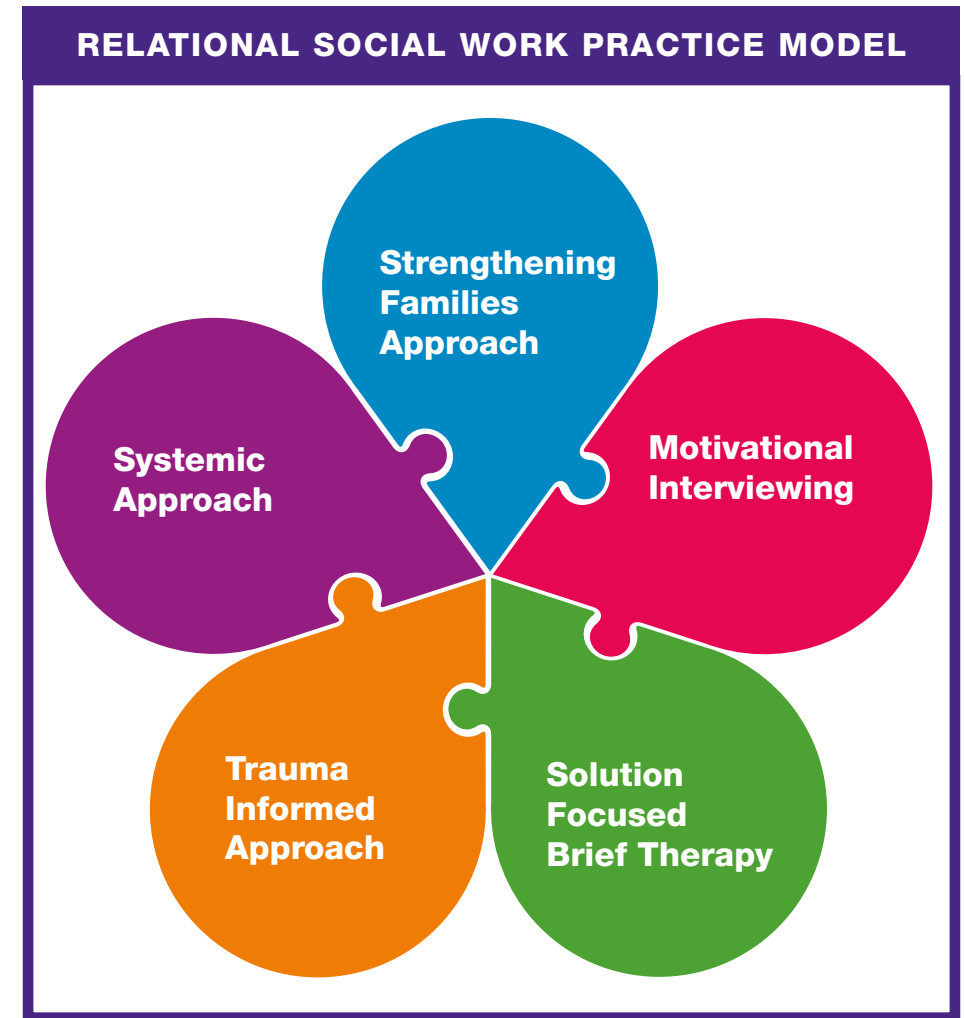 RELATIONAL SOCIAL WORK PRACTICE MODEL
Strengthening
Families
Approach
Motivational
Interviewing
Systemic
Approach
Trauma
Informed
Approach
Solution
Focused
Brief Therapy